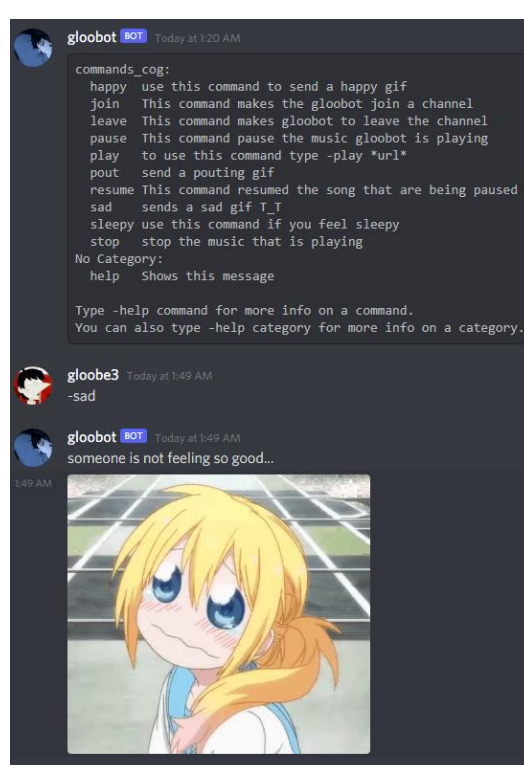 gloobot BOT Today at 1:20 AM
commands_cog:
happy use this command to send a happy gif
join This command makes the gloobot join a channel
leave This command makes gloobot to leave the channel
pause This command pause the music gloobot is playing
play to use this command type -play *url*
pout send a pouting gif
resume This command resumed the song that are being paused
sad sends a sad gif T_T
sleepy use this command if you feel sleepy
stop stop the music that is playing
No Category:
help Shows this message
Type -help command for more info on a command.
You can also type -help category for more info on a category.
gloobe3 Today at 1:49 AM
-sad
gloobot BOT Today at 1:49 AM
someone is not feeling so good...
1:49 AM